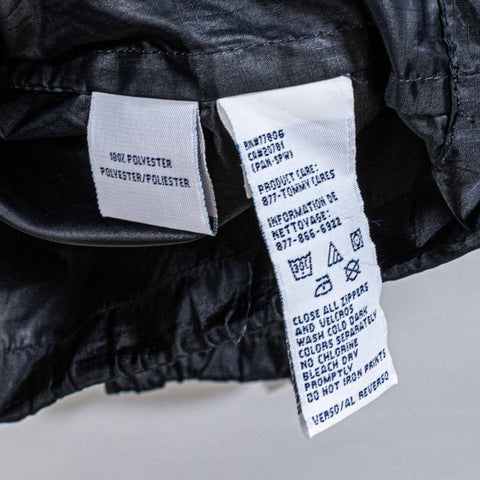 100% POLYESTER
POLYESTER/POLIESTER
RN#77806
CA#20781
(PAN-SPW)
PRODUCT CARE:
877-TOMMY CARES
INFORMATION DE
NETTOYAGE:
877-866-6922
30C
CLOSE ALL ZIPPERS
AND VELCROS
WASH COLD DARK
COLORS SEPARATELY
NO CHLORINE
BLEACH DRY
PROMPTLY
DO NOT IRON PRINTS
VERSO/AL REVERSO